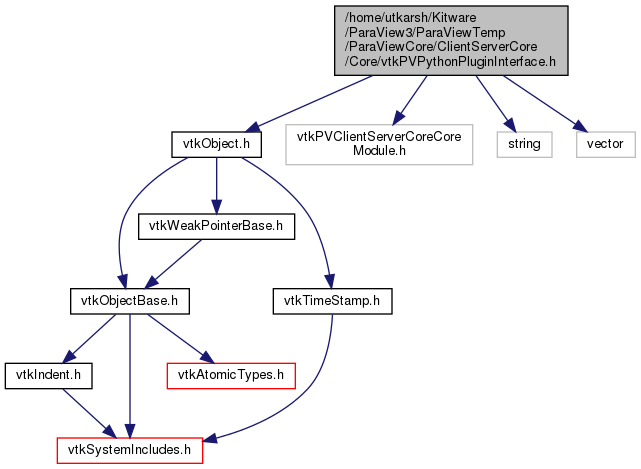 /home/utkarsh/Kitware
/ParaView3/ParaViewTemp
/ParaViewCore/ClientServerCore
/Core/vtkPVPythonPluginInterface.h
vtkObject.h
vtkPVClientServerCoreCore
Module.h
string
vector
vtkWeakPointerBase.h
vtkObjectBase.h
vtkTimeStamp.h
vtkIndent.h
vtkAtomicTypes.h
vtkSystemIncludes.h